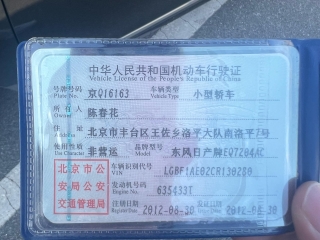 中华人民共和国机动车行驶证
Vehicle License of the People's Republic of China
号牌号码 京Q16163 车辆类型 小型轿车
Plate No. Vehicle Type
所有人 陈春花
Owner
住址 北京市丰台区王佐乡洛平大队南洛平7号
Address
使用性质 非营运 品牌型号 东风日产牌EQ7204AC
Use Character Model
北京市公 车辆识别代号
VIN
安局公安 发动机号码 635433T
Engine No.
交通管理局 注册日期 2012-08-30 发证日期 2012-08-30
Register Date Issue Date